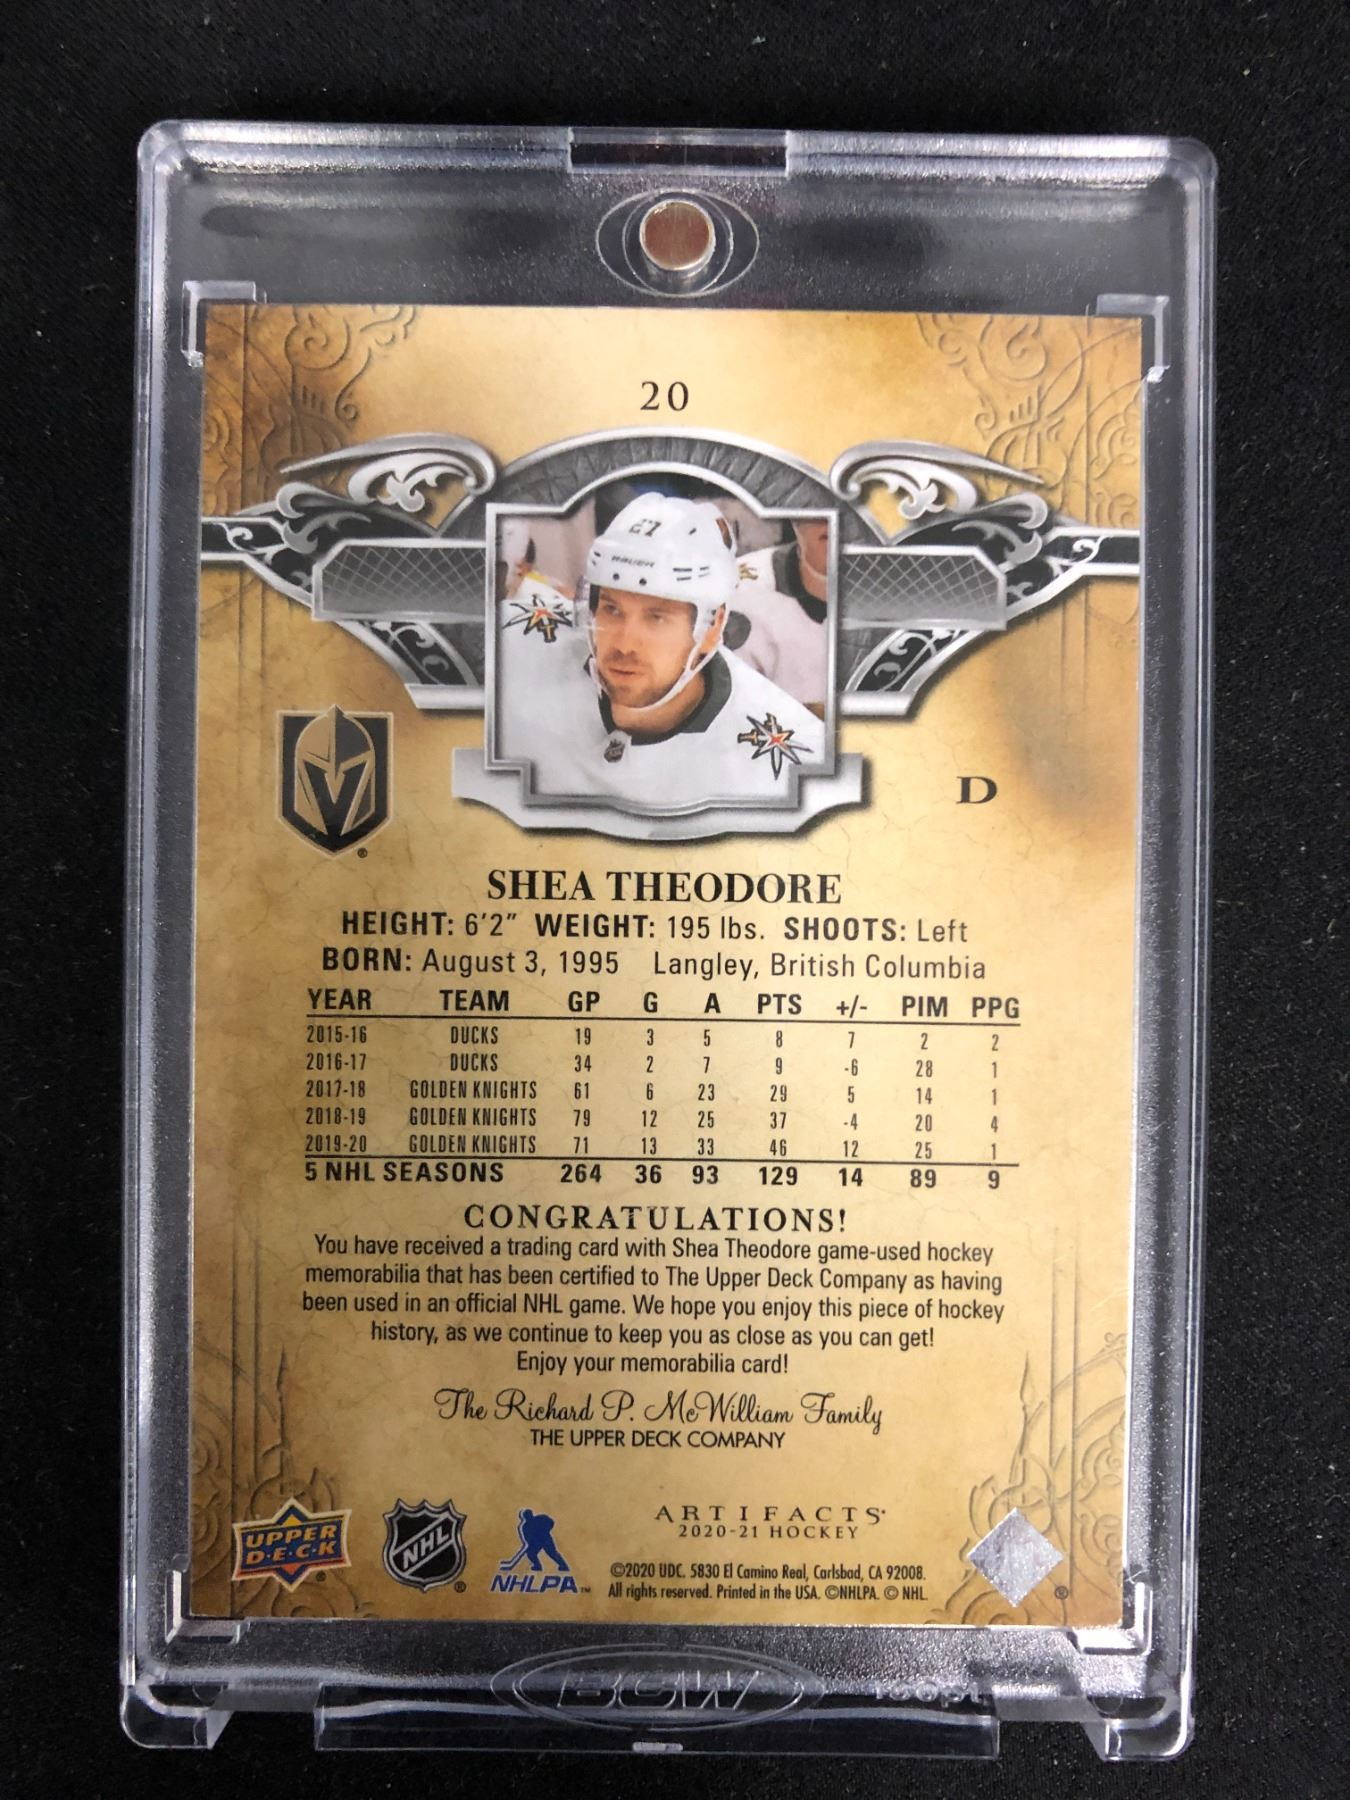 20
27
BAUER
D
SHEA THEODORE
HEIGHT: 6'2" WEIGHT: 195 lbs. SHOOTS: Left
BORN: August 3, 1995 Langley, British Columbia
YEAR TEAM GP G A PTS +/- PIM PPG
2015-16 DUCKS 19 3 5 8 7 2 2
2016-17 DUCKS 34 2 7 9 -6 28 1
2017-18 GOLDEN KNIGHTS 61 6 23 29 5 14 1
2018-19 GOLDEN KNIGHTS 79 12 25 37 -4 20 4
2019-20 GOLDEN KNIGHTS 71 13 33 46 12 25 1
5 NHL SEASONS 264 36 93 129 14 89 9
CONGRATULATIONS!
You have received a trading card with Shea Theodore game-used hockey
memorabilia that has been certified to The Upper Deck Company as having
been used in an official NHL game. We hope you enjoy this piece of hockey
history, as we continue to keep you as close as you can get!
Enjoy your memorabilia card!
The Richard P. McWilliam Family
THE UPPER DECK COMPANY
UPPER
D·E·C·K
NHL
NHLPA™
ARTIFACTS
2020-21 HOCKEY
©2020 UDC. 5830 El Camino Real, Carlsbad, CA 92008.
All rights reserved. Printed in the USA. ©NHLPA. © NHL.
BCW